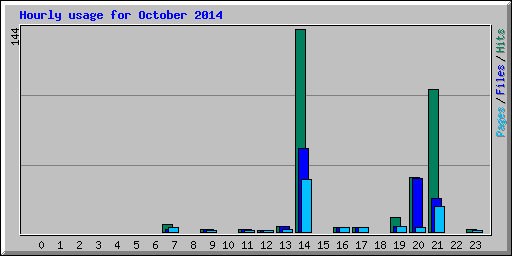 Hourly usage for October 2014
144
Pages/Files/Hits
0 1 2 3 4 5 6 7 8 9 10 11 12 13 14 15 16 17 18 19 20 21 22 23